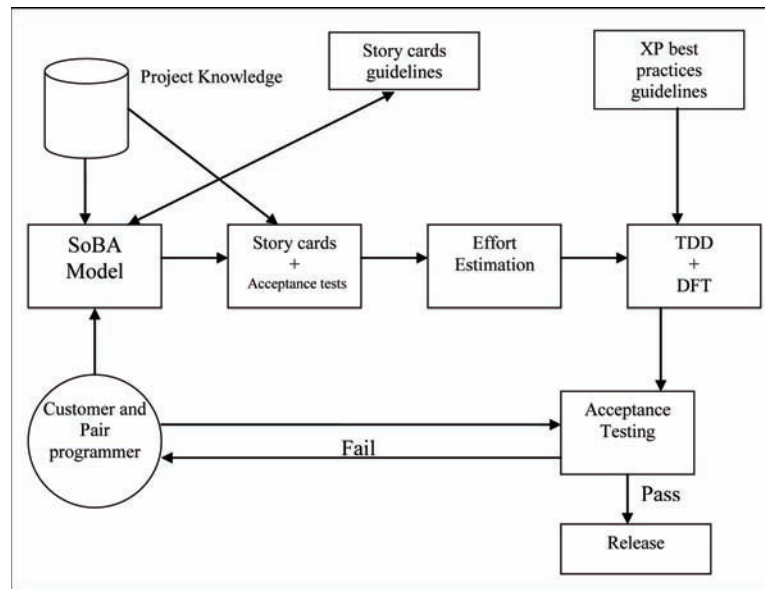 Project Knowledge
Story cards
guidelines
XP best
practices
guidelines
SoBA
Model
Story cards
+
Acceptance tests
Effort
Estimation
TDD
+
DFT
Customer and
Pair
programmer
Acceptance
Testing
Fail
Pass
Release